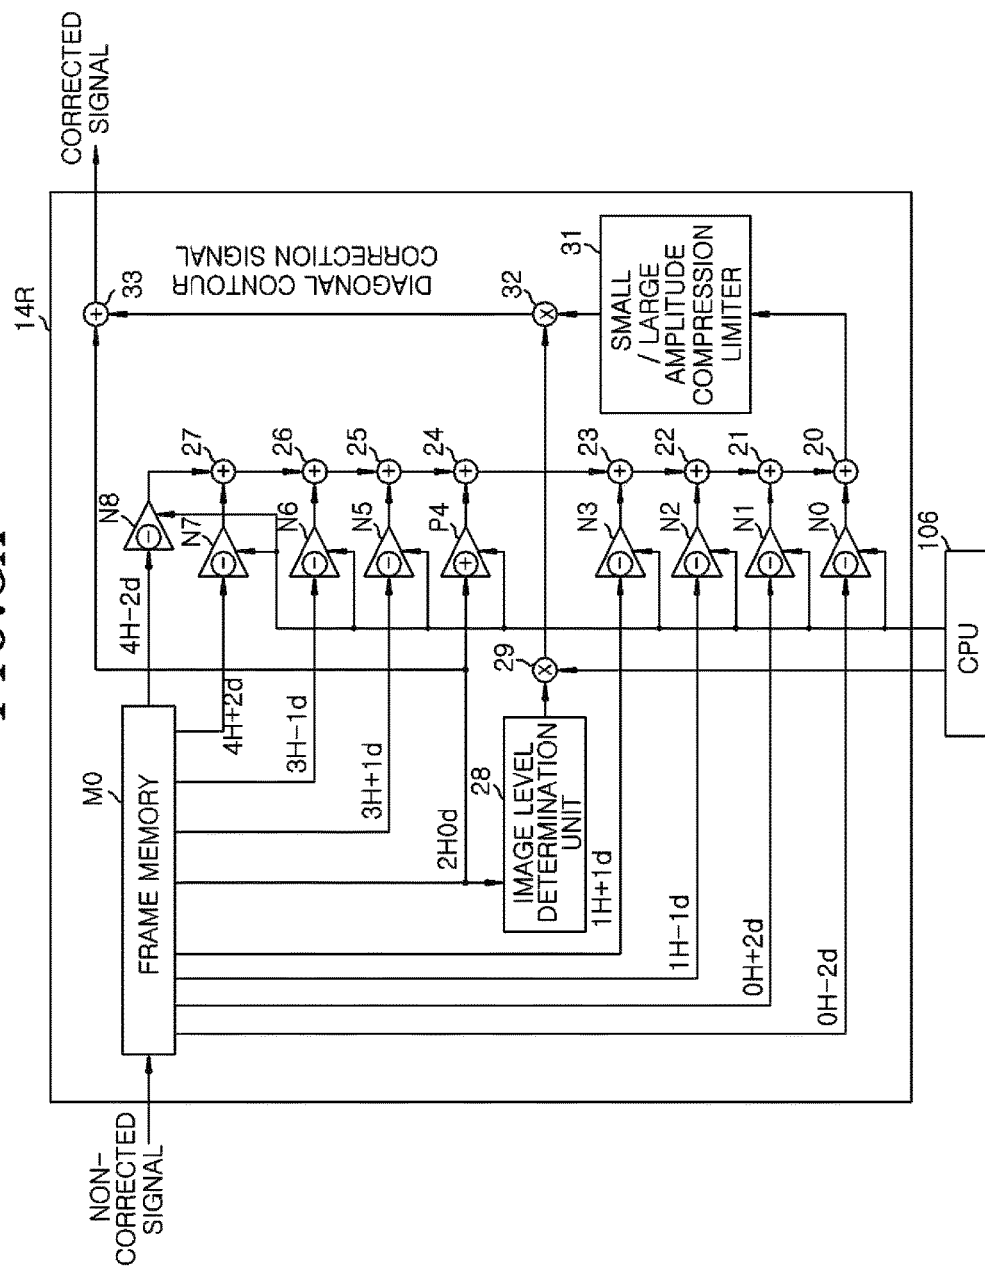 NON-
CORRECTED
SIGNAL
14R
CORRECTED
SIGNAL
M0
FRAME MEMORY
4H-2d
N8
4H+2d
N7
27
3H-1d
N6
26
3H+1d
N5
25
2H0d
P4
24
33
DIAGONAL CONTOUR
CORRECTION SIGNAL
28
IMAGE LEVEL
DETERMINATION
UNIT
29
32
1H+1d
N3
23
31
SMALL
/ LARGE
AMPLITUDE
COMPRESSION
LIMITER
1H-1d
N2
22
0H+2d
N1
21
0H-2d
N0
20
106
CPU